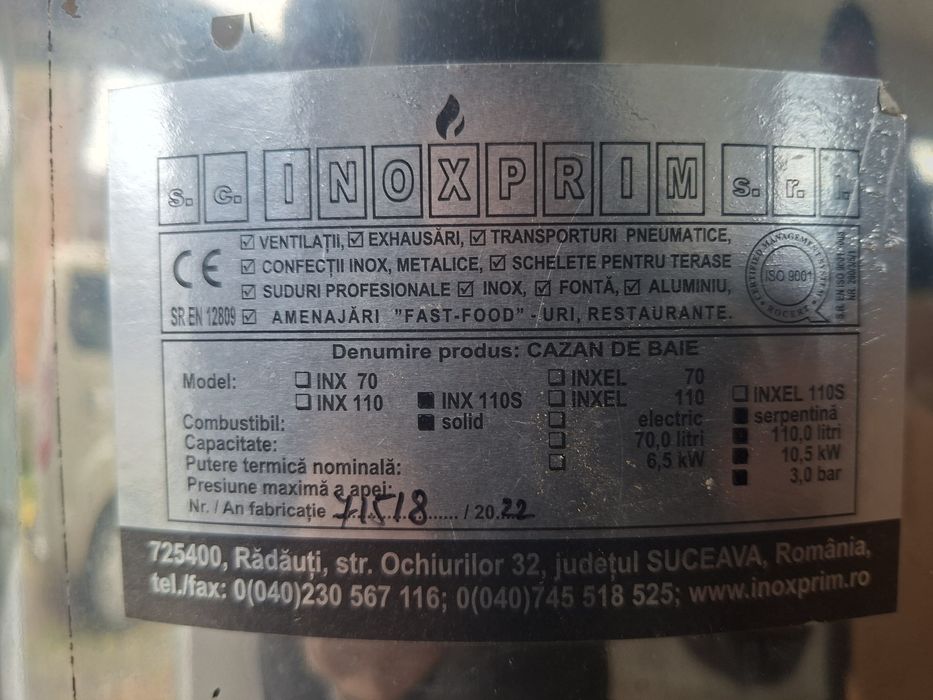 s.c. INOXPRIM s.r.l.
☑ VENTILAȚII, ☑ EXHAUSĂRI, ☑ TRANSPORTURI PNEUMATICE,
CE ☑ CONFECȚII INOX, METALICE, ☑ SCHELETE PENTRU TERASE
☑ SUDURI PROFESIONALE ☑ INOX, ☑ FONTĂ, ☑ ALUMINIU,
SR EN 12809 ☑ AMENAJĂRI "FAST-FOOD" - URI, RESTAURANTE.
CERTIFIED MANAGEMENT SYSTEM
ISO 9001
ROCERT
Denumire produs: CAZAN DE BAIE
Model: ☐ INX 70 ☐ INXEL 70
☐ INX 110 ■ INX 110S ☐ INXEL 110 ☐ INXEL 110S
Combustibil: ■ solid ☐ electric ■ serpentină
Capacitate: ☐ 70,0 litri ■ 110,0 litri
Putere termică nominală: ☐ 6,5 kW ■ 10,5 kW
Presiune maximă a apei: ■ 3,0 bar
Nr. / An fabricație 71518 / 20.22
725400, Rădăuți, str. Ochiurilor 32, județul SUCEAVA, România,
tel./fax: 0(040)230 567 116; 0(040)745 518 525; www.inoxprim.ro